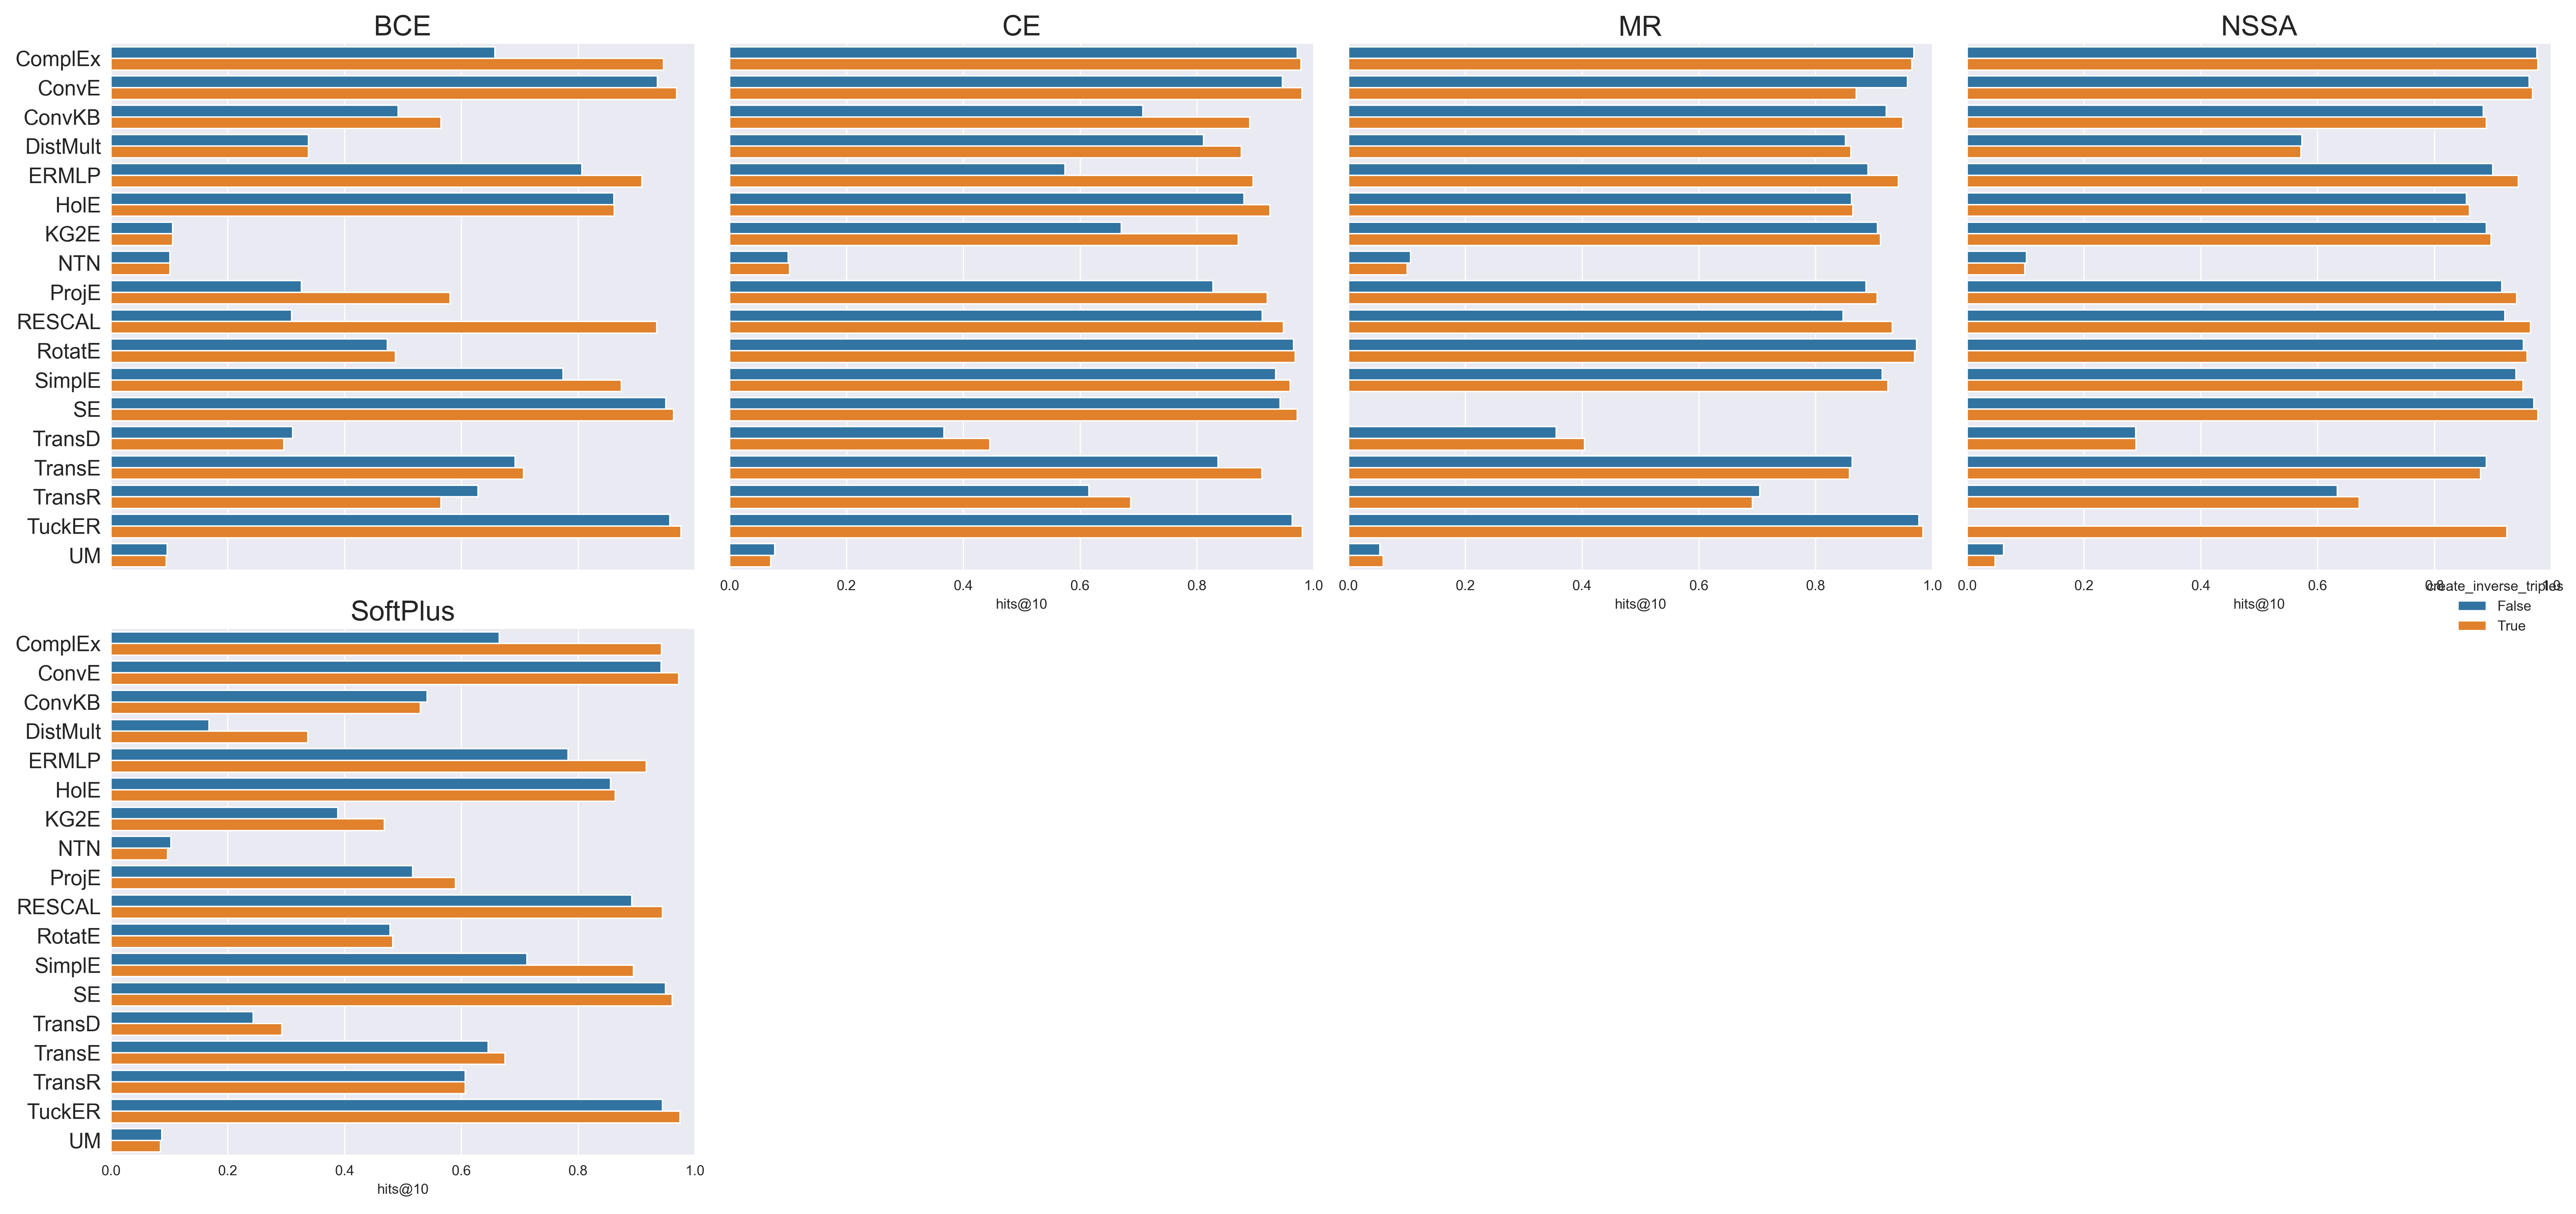 BCE
CE
MR
NSSA
ComplEx
ConvE
ConvKB
DistMult
ERMLP
HolE
KG2E
NTN
ProjE
RESCAL
RotatE
SimplE
SE
TransD
TransE
TransR
TuckER
UM
0.0 0.2 0.4 0.6 0.8 1.0
hits@10
0.0 0.2 0.4 0.6 0.8 1.0
hits@10
0.0 0.2 0.4 0.6 0.8 1.0
hits@10
create_inverse_triples
False
True
SoftPlus
ComplEx
ConvE
ConvKB
DistMult
ERMLP
HolE
KG2E
NTN
ProjE
RESCAL
RotatE
SimplE
SE
TransD
TransE
TransR
TuckER
UM
0.0 0.2 0.4 0.6 0.8 1.0
hits@10